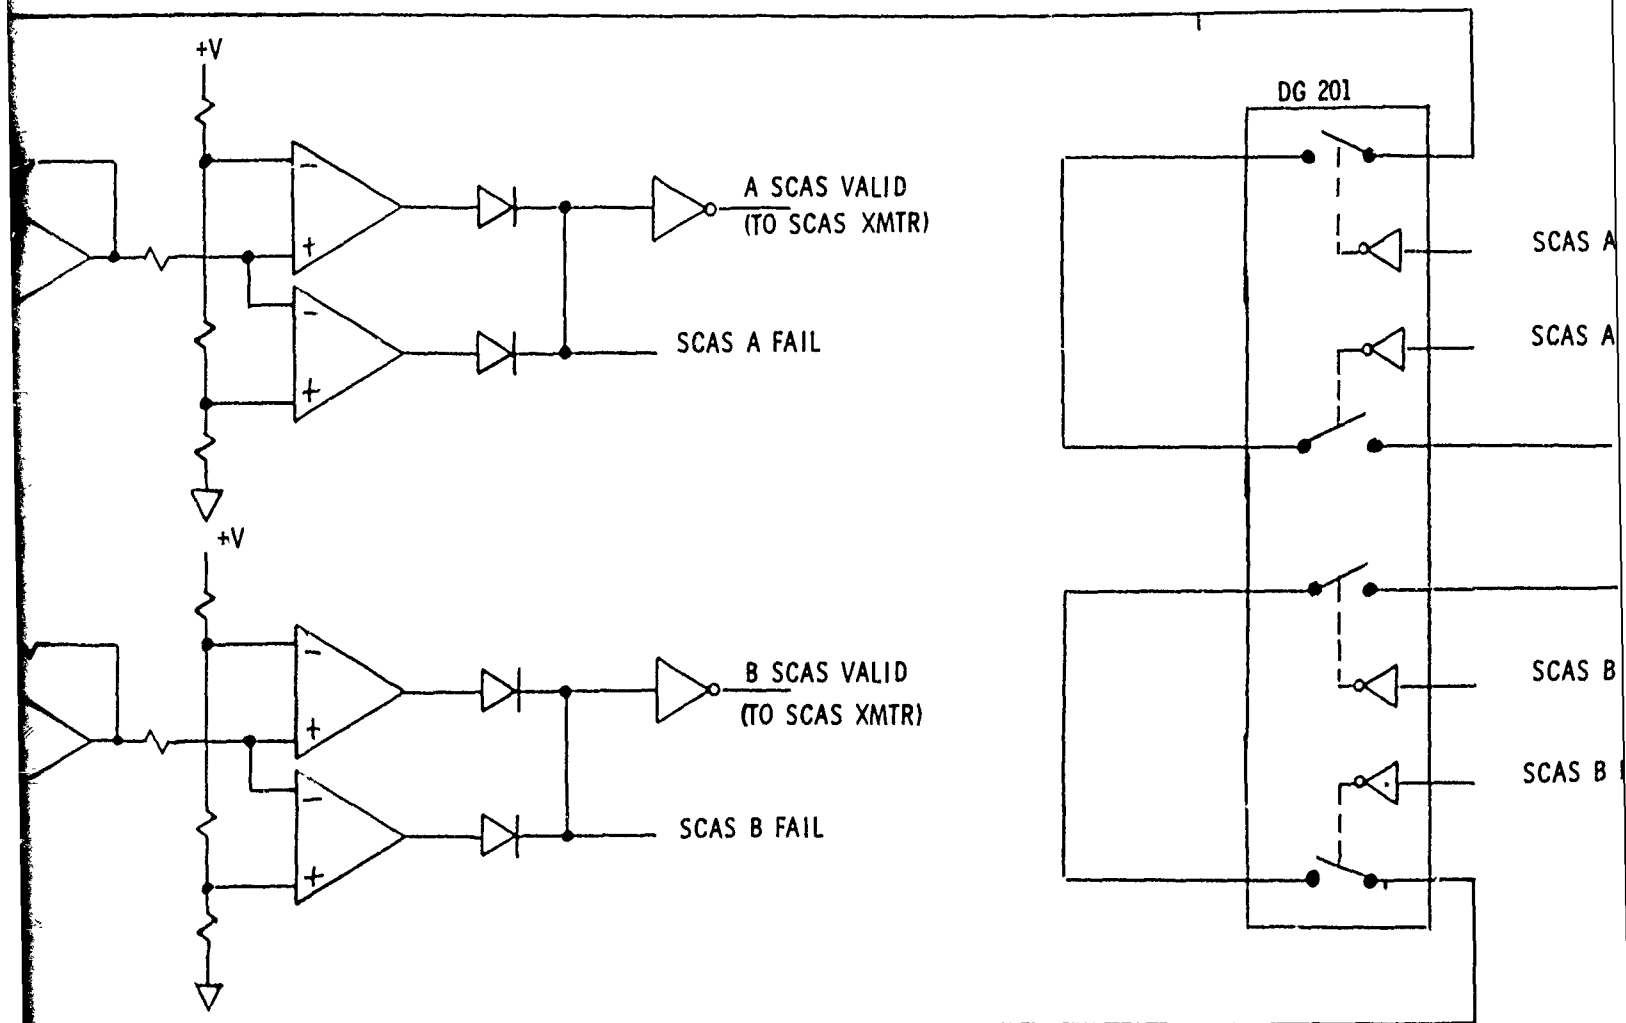 +V
DG 201
A SCAS VALID
(TO SCAS XMTR)
SCAS A
SCAS A
SCAS A FAIL
+V
B SCAS VALID
(TO SCAS XMTR)
SCAS B
SCAS B
SCAS B FAIL